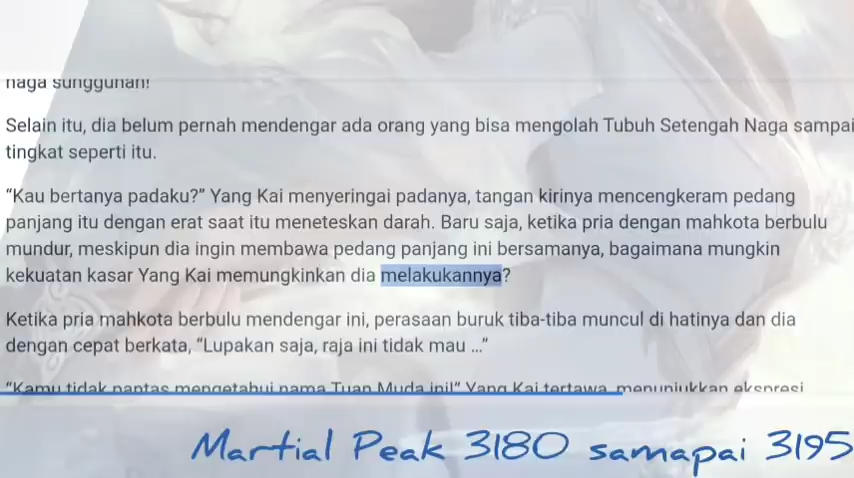 naga sungguhan!
Selain itu, dia belum pernah mendengar ada orang yang bisa mengolah Tubuh Setengah Naga sampai
tingkat seperti itu.
“Kau bertanya padaku?” Yang Kai menyeringai padanya, tangan kirinya mencengkeram pedang
panjang itu dengan erat saat itu meneteskan darah. Baru saja, ketika pria dengan mahkota berbulu
mundur, meskipun dia ingin membawa pedang panjang ini bersamanya, bagaimana mungkin
kekuatan kasar Yang Kai memungkinkan dia melakukannya?
Ketika pria mahkota berbulu mendengar ini, perasaan buruk tiba-tiba muncul di hatinya dan dia
dengan cepat berkata, “Lupakan saja, raja ini tidak mau ...”
“Kamu tidak pantas mengetahui nama Tuan Muda ini!” Yang Kai tertawa, menunjukkan ekspresi
Martial Peak 3180 samapai 3195